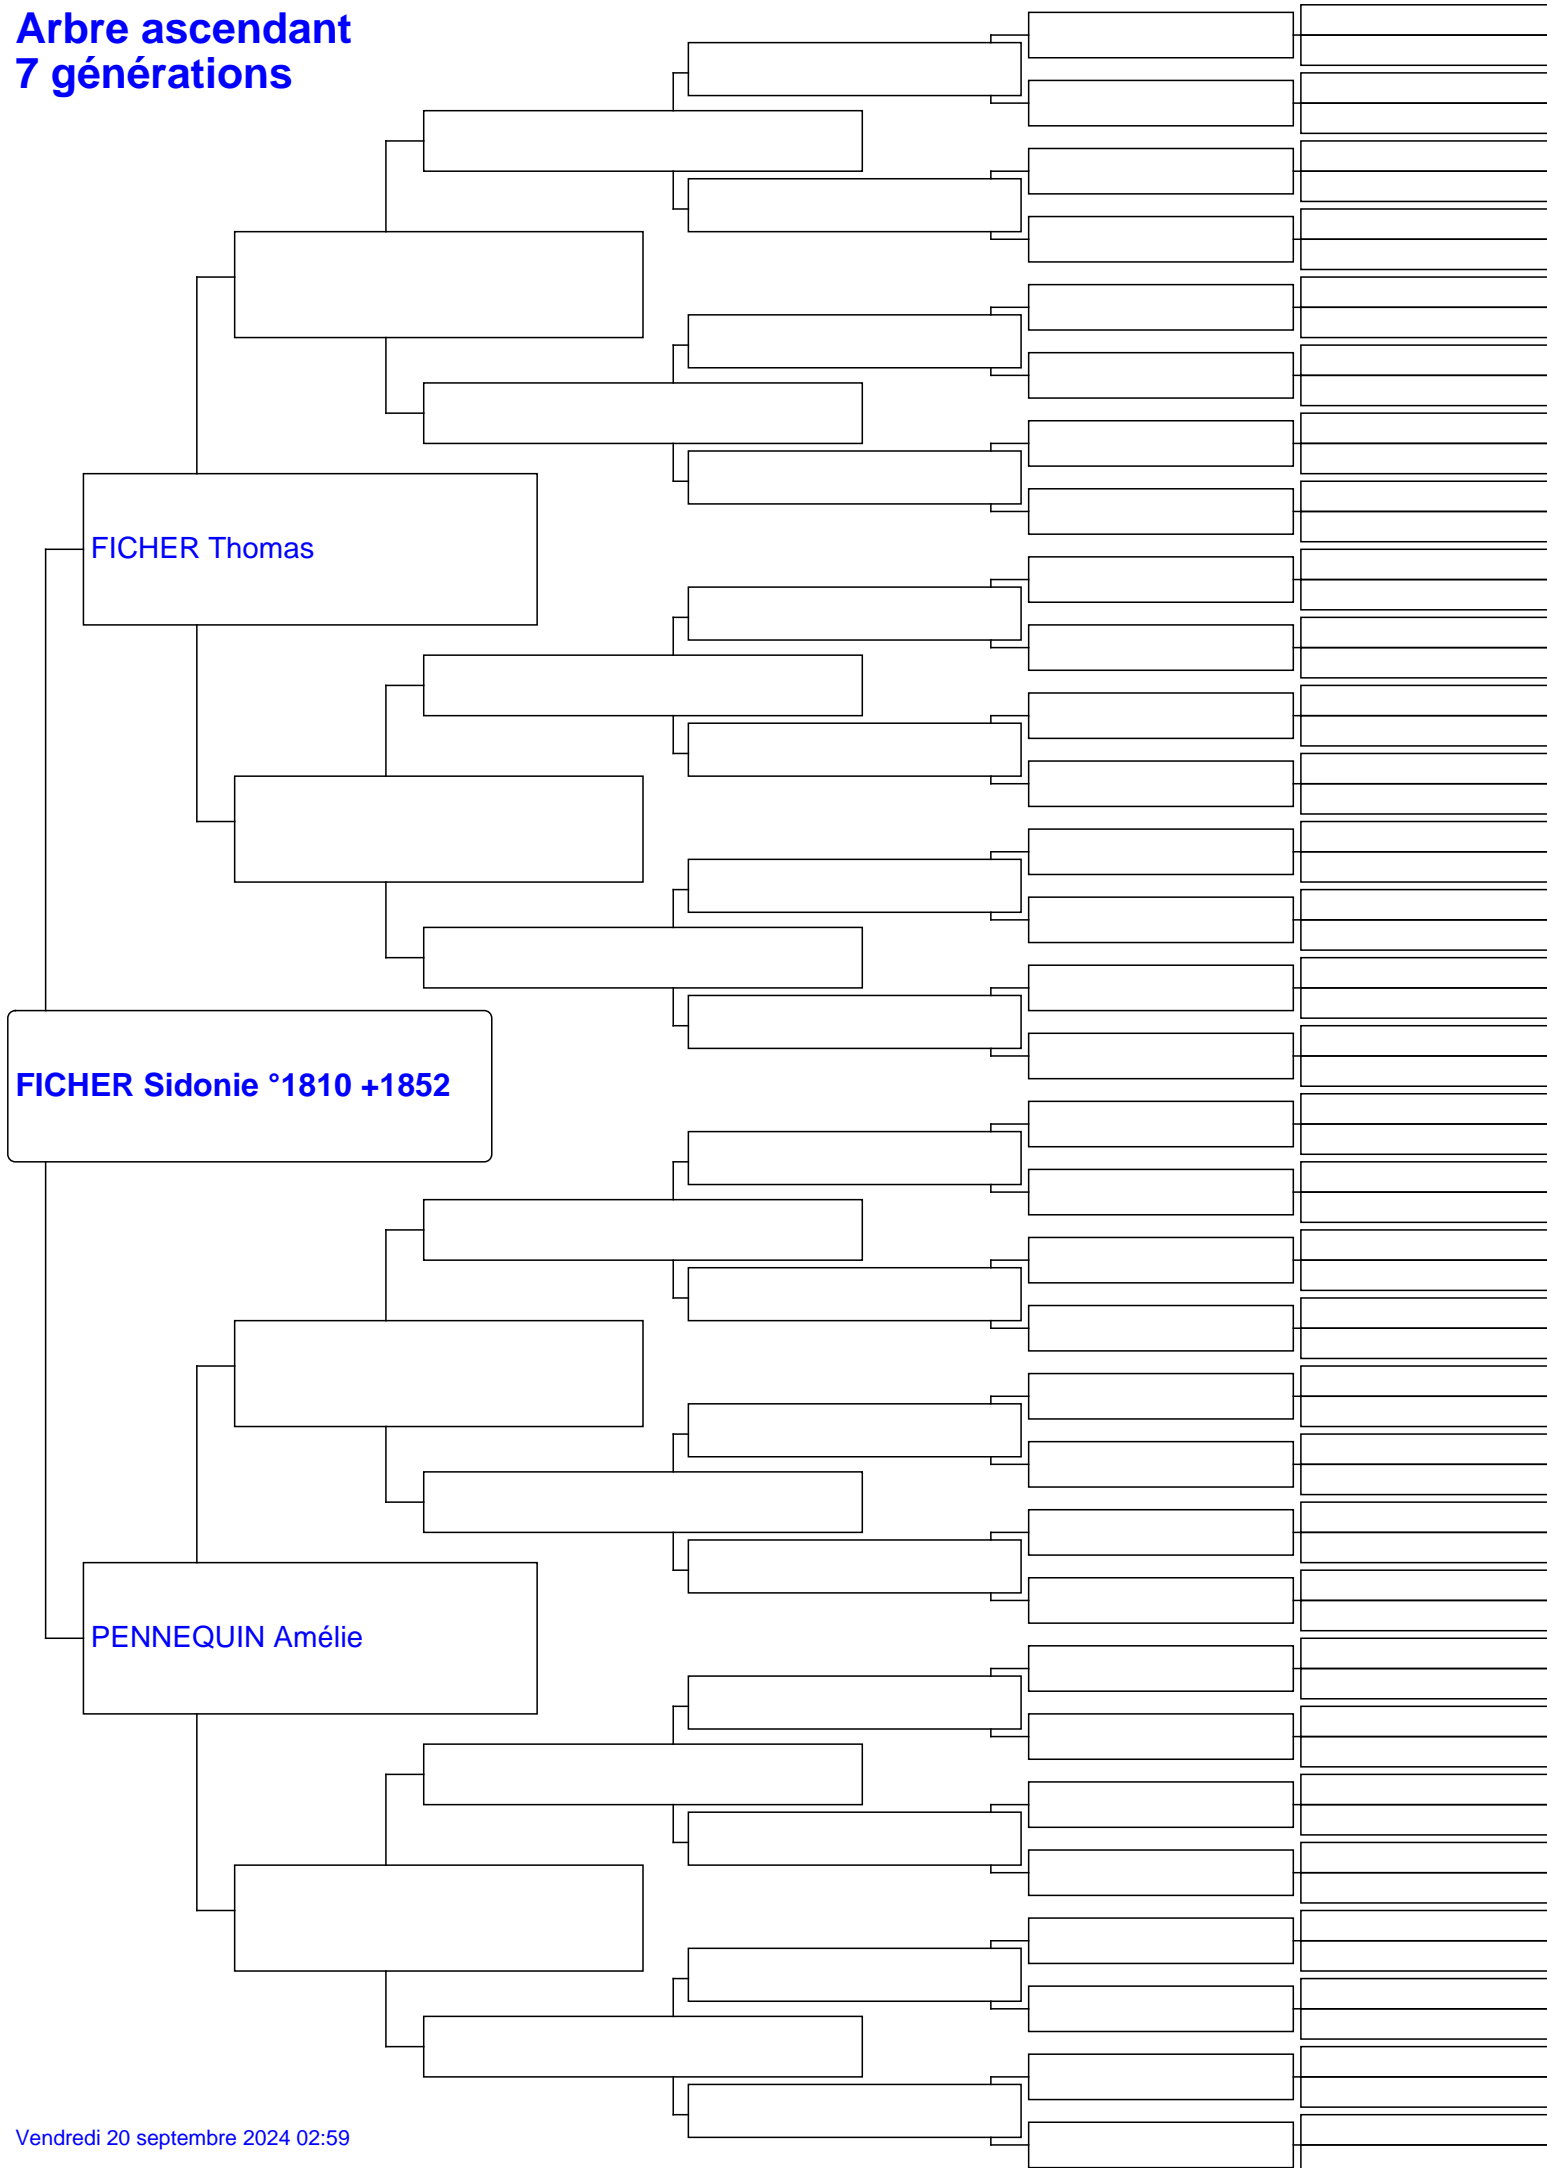 Arbre ascendant
7 générations
FICHER Thomas
FICHER Sidonie °1810 +1852
PENNEQUIN Amélie
Vendredi 20 septembre 2024 02:59